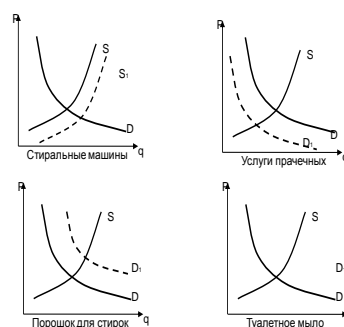 P
S
S₁
D
q
Стиральные машины
P
S
D
D₁
q
Услуги прачечных
P
S
D₁
D
q
Порошок для стирок
P
S
D
D
Туалетное мыло